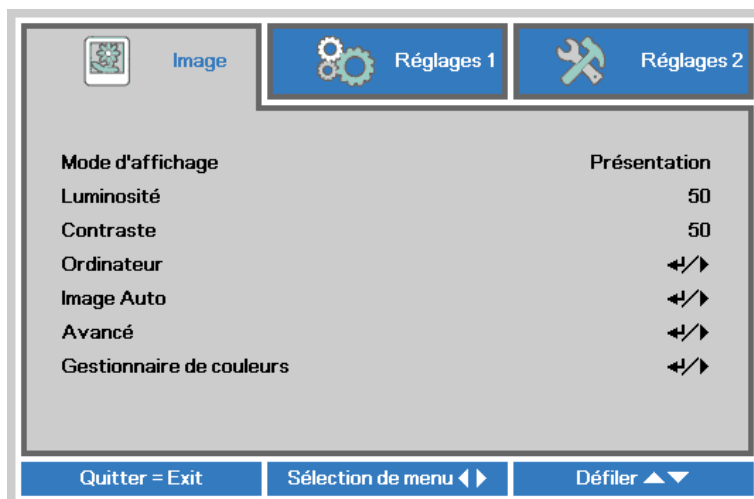 Image Réglages 1 Réglages 2
Mode d'affichage Présentation
Luminosité 50
Contraste 50
Ordinateur
Image Auto
Avancé
Gestionnaire de couleurs
Quitter = Exit Sélection de menu Défiler